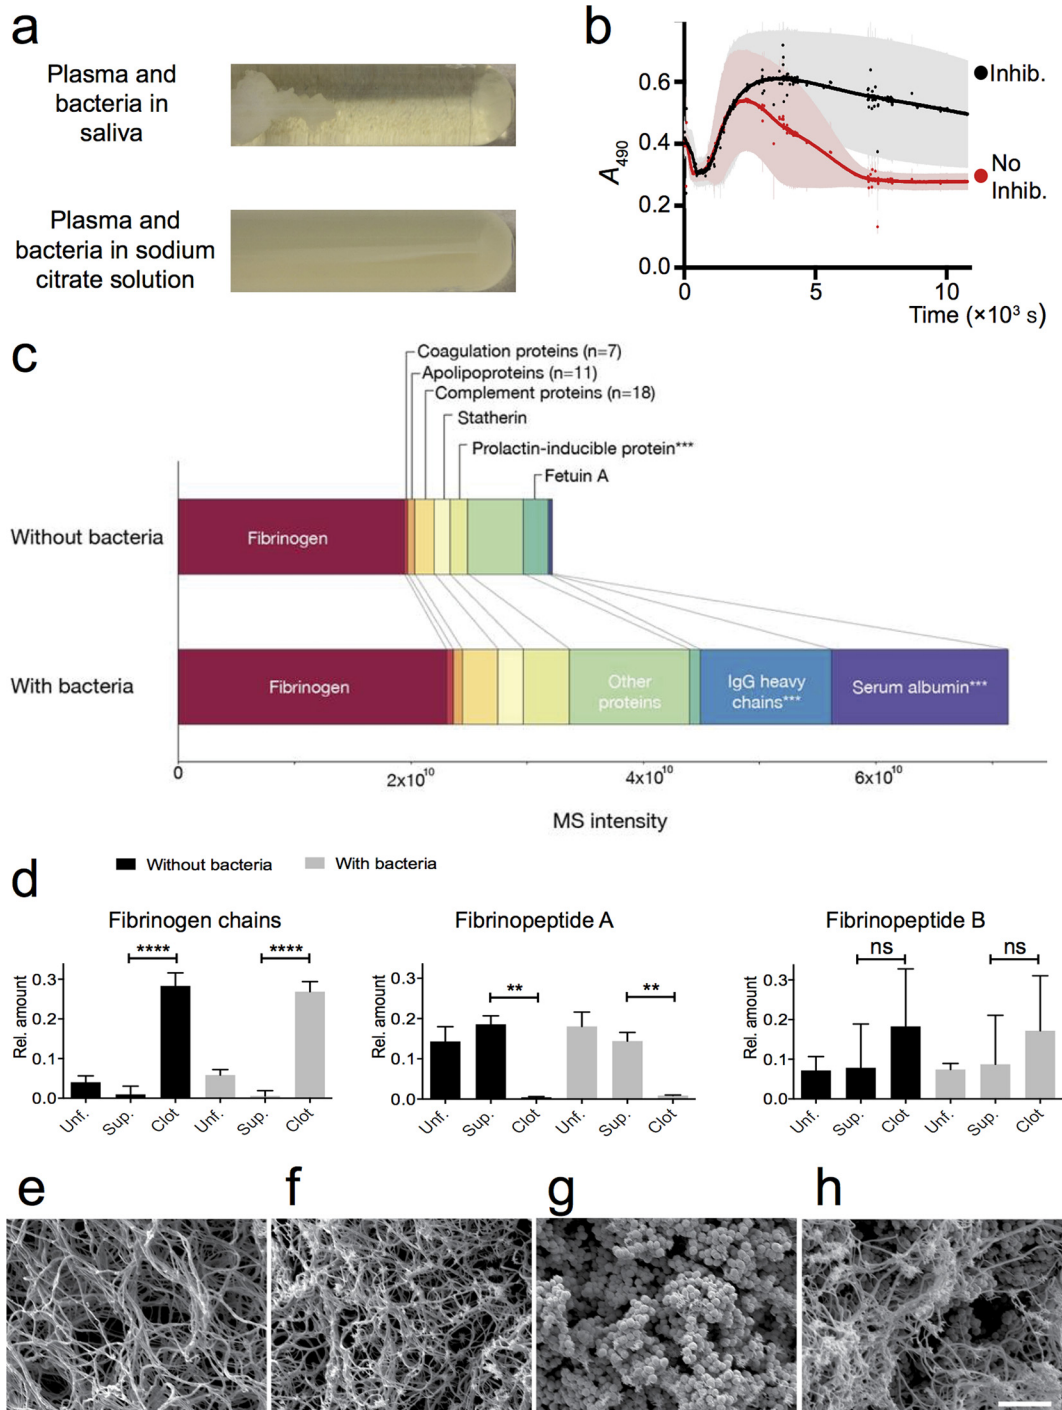 a
Plasma and
bacteria in
saliva
Plasma and
bacteria in sodium
citrate solution
b
A490
0.6
0.4
0.2
0.0
0
5
10
Time (×10³ s)
Inhib.
No
Inhib.
c
Coagulation proteins (n=7)
Apolipoproteins (n=11)
Complement proteins (n=18)
Statherin
Prolactin-inducible protein***
Fetuin A
Without bacteria
Fibrinogen
With bacteria
Fibrinogen
Other
proteins
IgG heavy
chains***
Serum albumin***
0
2x10¹⁰
4x10¹⁰
6x10¹⁰
MS intensity
d
Without bacteria
With bacteria
Fibrinogen chains
Rel. amount
0.3
0.2
0.1
0.0
****
****
Unf.
Sup.
Clot
Unf.
Sup.
Clot
Fibrinopeptide A
Rel. amount
0.3
0.2
0.1
0.0
**
**
Unf.
Sup.
Clot
Unf.
Sup.
Clot
Fibrinopeptide B
Rel. amount
0.3
0.2
0.1
0.0
ns
ns
Unf.
Sup.
Clot
Unf.
Sup.
Clot
e
f
g
h